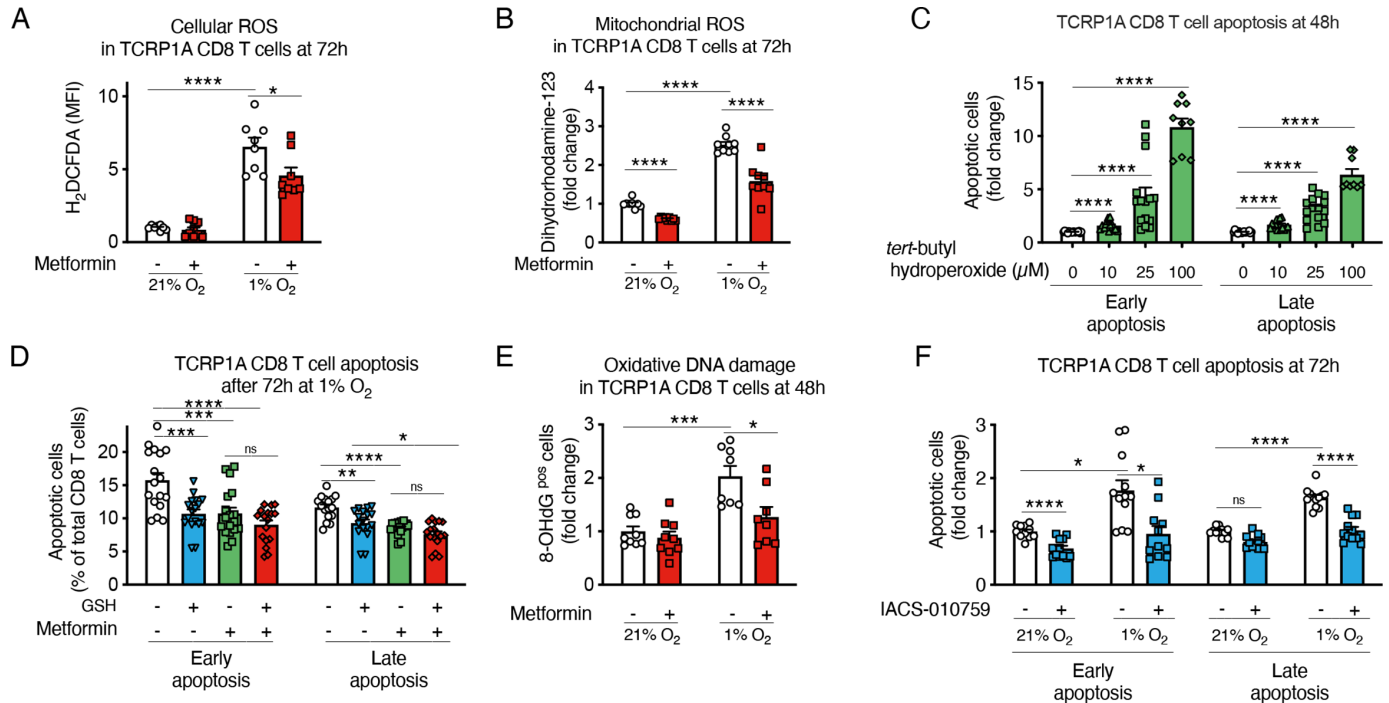 A
Cellular ROS
in TCRP1A CD8 T cells at 72h
H2DCFDA (MFI)
10
5
0
****
*
Metformin - + - +
21% O2 1% O2
B
Mitochondrial ROS
in TCRP1A CD8 T cells at 72h
Dihydrorhodamine-123
(fold change)
4
3
2
1
0
****
****
****
Metformin - + - +
21% O2 1% O2
C
TCRP1A CD8 T cell apoptosis at 48h
Apoptotic cells
(fold change)
15
10
5
0
****
****
****
****
****
****
tert-butyl
hydroperoxide (µM) 0 10 25 100 0 10 25 100
Early
apoptosis
Late
apoptosis
D
TCRP1A CD8 T cell apoptosis
after 72h at 1% O2
Apoptotic cells
(% of total CD8 T cells)
20
15
10
5
0
****
***
***
ns
*
****
**
ns
GSH - + - + - + - +
Metformin - - + + - - + +
Early
apoptosis
Late
apoptosis
E
Oxidative DNA damage
in TCRP1A CD8 T cells at 48h
8-OHdG pos cells
(fold change)
3
2
1
0
***
*
Metformin - + - +
21% O2 1% O2
F
TCRP1A CD8 T cell apoptosis at 72h
Apoptotic cells
(fold change)
3
2
1
0
*
****
*
****
ns
****
IACS-010759 - + - + - + - +
21% O2 1% O2 21% O2 1% O2
Early
apoptosis
Late
apoptosis